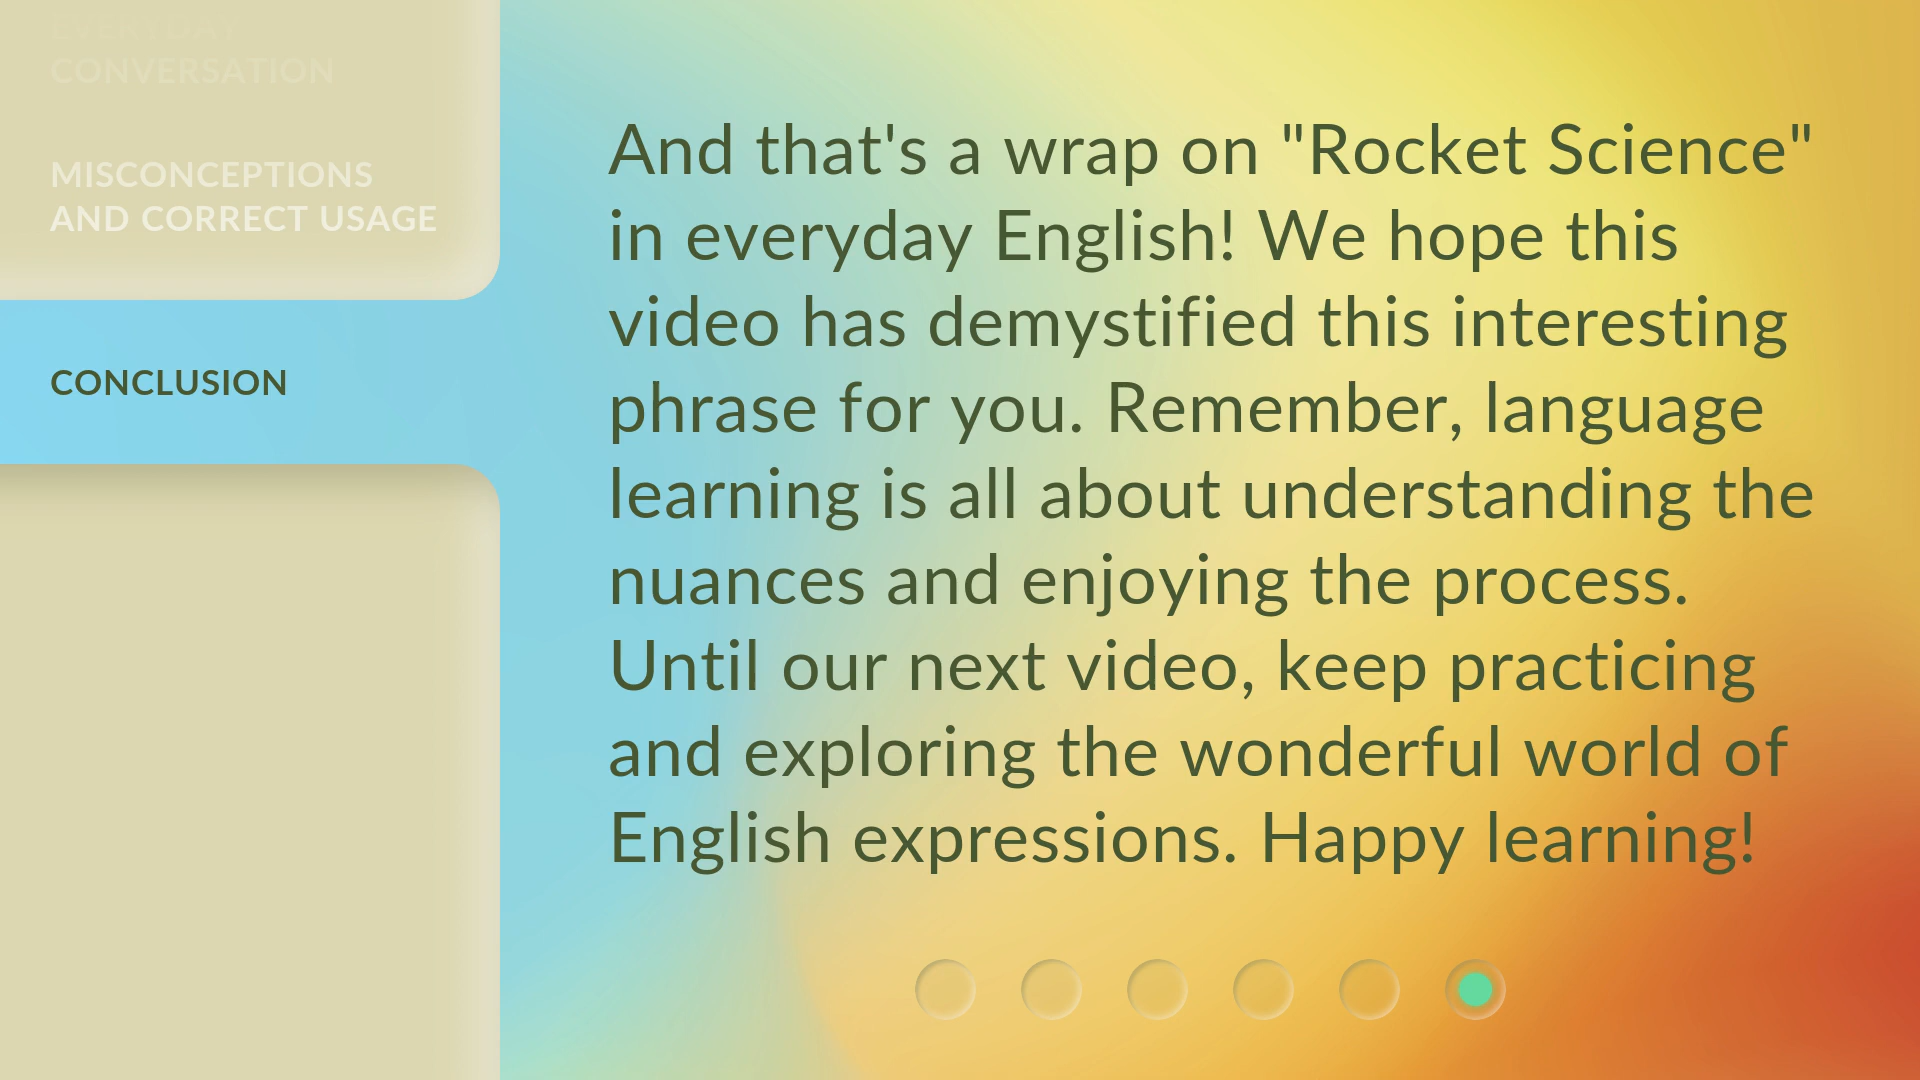 EVERYDAY
CONVERSATION
MISCONCEPTIONS
AND CORRECT USAGE
CONCLUSION
And that's a wrap on "Rocket Science"
in everyday English! We hope this
video has demystified this interesting
phrase for you. Remember, language
learning is all about understanding the
nuances and enjoying the process.
Until our next video, keep practicing
and exploring the wonderful world of
English expressions. Happy learning!